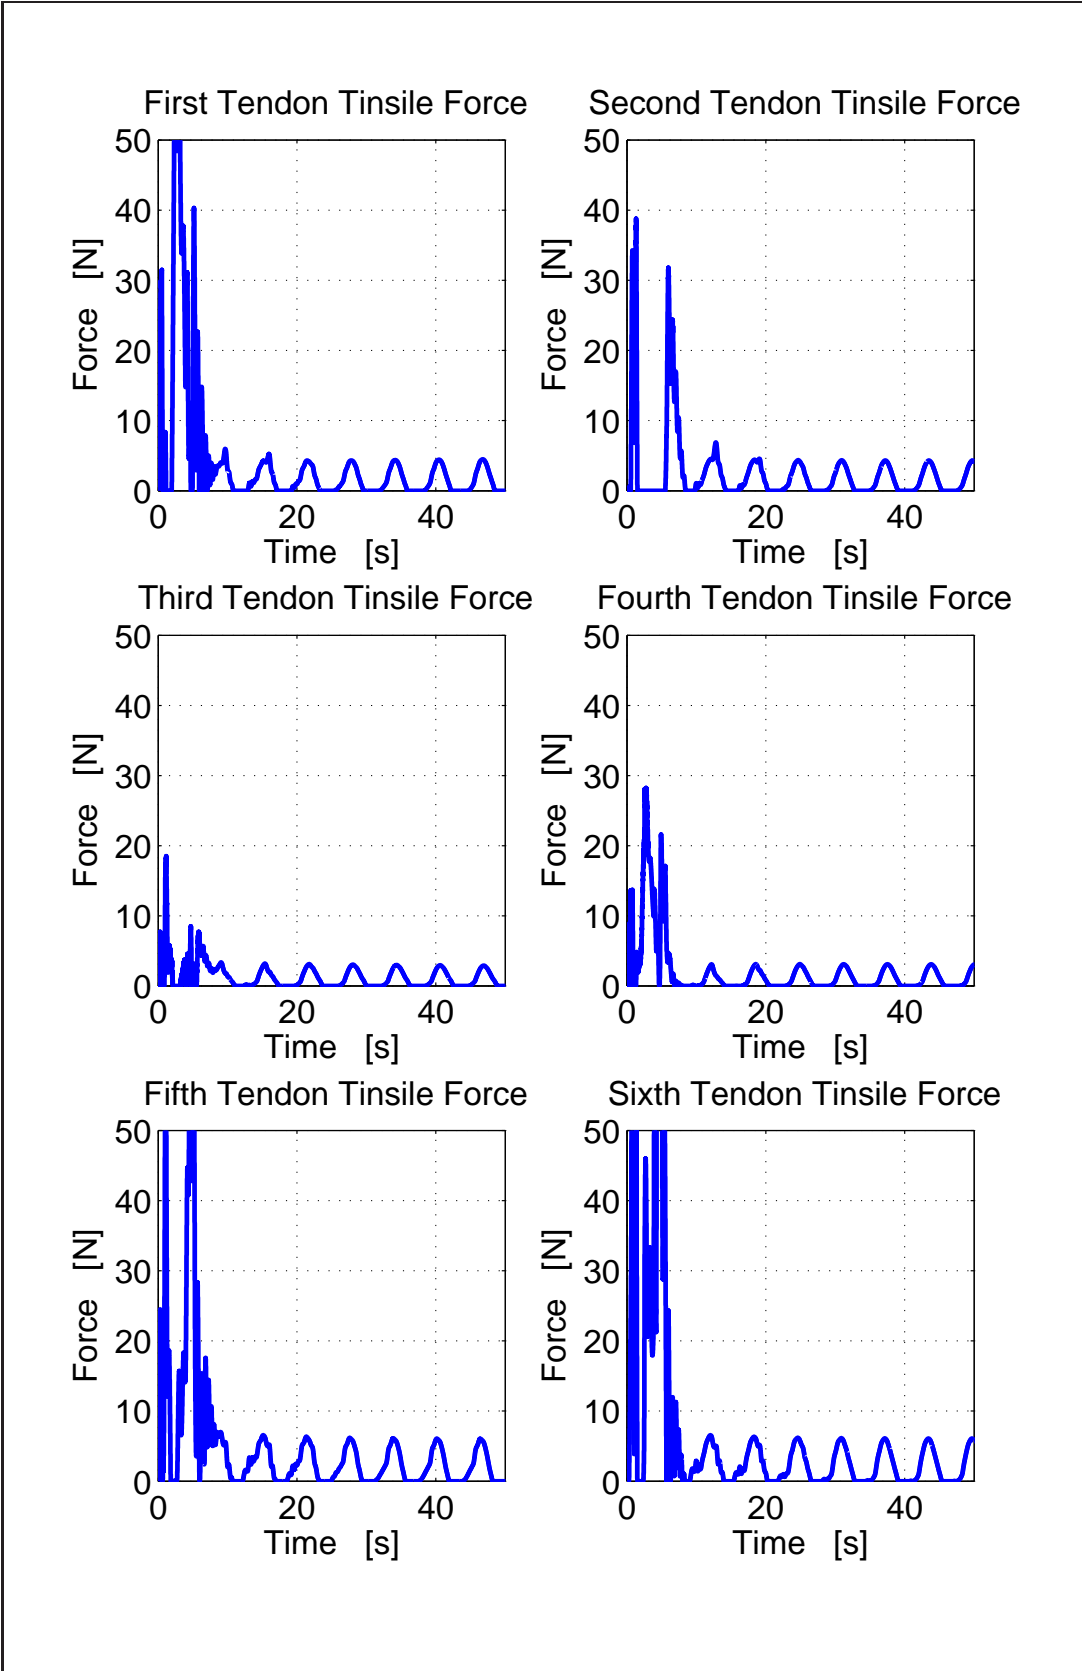 First Tendon Tinsile Force
50
40
30
20
10
0
Force [N]
0 20 40
Time [s]
Second Tendon Tinsile Force
50
40
30
20
10
0
Force [N]
0 20 40
Time [s]
Third Tendon Tinsile Force
50
40
30
20
10
0
Force [N]
0 20 40
Time [s]
Fourth Tendon Tinsile Force
50
40
30
20
10
0
Force [N]
0 20 40
Time [s]
Fifth Tendon Tinsile Force
50
40
30
20
10
0
Force [N]
0 20 40
Time [s]
Sixth Tendon Tinsile Force
50
40
30
20
10
0
Force [N]
0 20 40
Time [s]